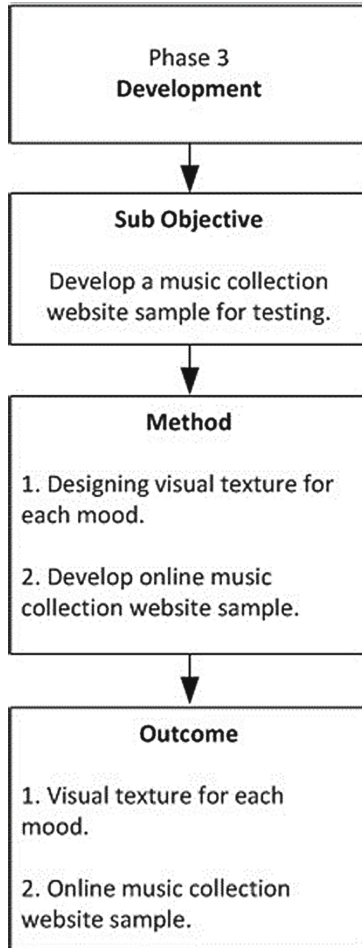 Phase 3
Development
Sub Objective
Develop a music collection
website sample for testing.
Method
1. Designing visual texture for
each mood.
2. Develop online music
collection website sample.
Outcome
1. Visual texture for each
mood.
2. Online music collection
website sample.